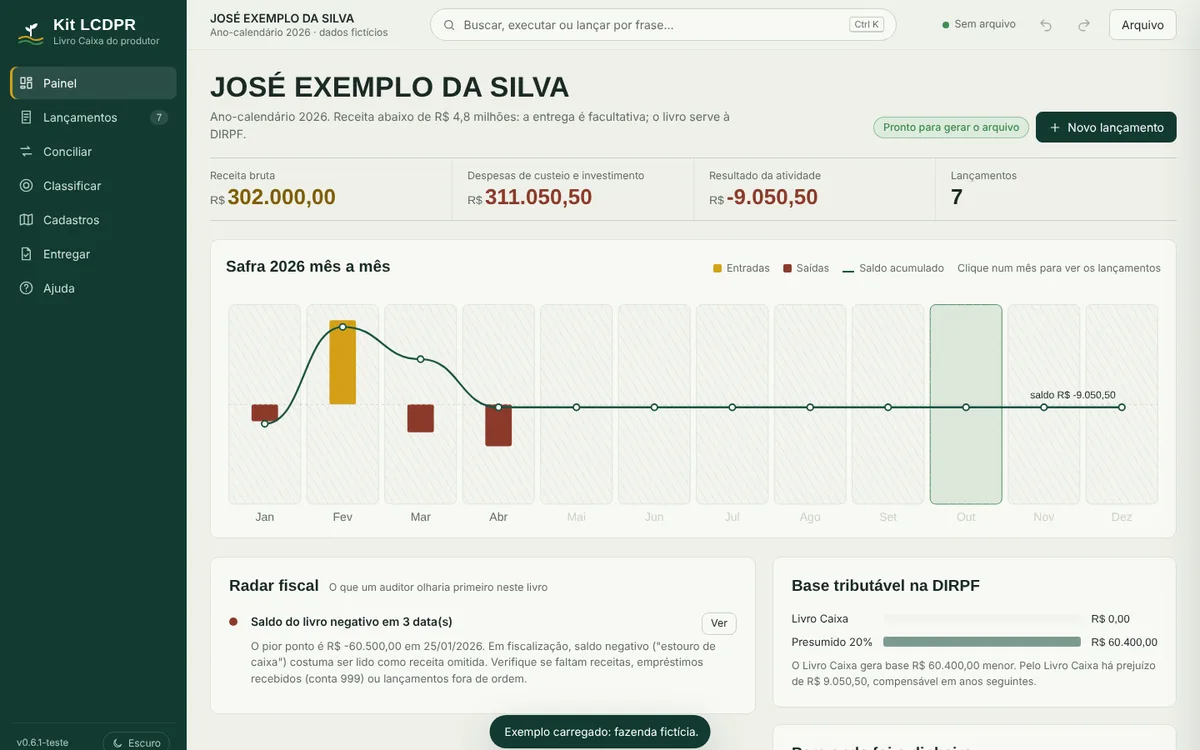 Kit LCDPR
Livro Caixa do produtor
Painel
Lançamentos 7
Conciliar
Classificar
Cadastros
Entregar
Ajuda
v0.6.1-teste
Escuro
JOSÉ EXEMPLO DA SILVA
Ano-calendário 2026 · dados fictícios
Buscar, executar ou lançar por frase...
Ctrl K
Sem arquivo
Arquivo
JOSÉ EXEMPLO DA SILVA
Ano-calendário 2026. Receita abaixo de R$ 4,8 milhões: a entrega é facultativa; o livro serve à
DIRPF.
Pronto para gerar o arquivo
+ Novo lançamento
Receita bruta
R$ 302.000,00
Despesas de custeio e investimento
R$ 311.050,50
Resultado da atividade
R$ -9.050,50
Lançamentos
7
Safra 2026 mês a mês
Entradas
Saídas
Saldo acumulado
Clique num mês para ver os lançamentos
saldo R$ -9.050,50
Jan Fev Mar Abr Mai Jun Jul Ago Set Out Nov Dez
Radar fiscal
O que um auditor olharia primeiro neste livro
Saldo do livro negativo em 3 data(s)
Ver
O pior ponto é R$ -60.500,00 em 25/01/2026. Em fiscalização, saldo negativo ("estouro de
caixa") costuma ser lido como receita omitida. Verifique se faltam receitas, empréstimos
recebidos (conta 999) ou lançamentos fora de ordem.
Base tributável na DIRPF
Livro Caixa R$ 0,00
Presumido 20% R$ 60.400,00
O Livro Caixa gera base R$ 60.400,00 menor. Pelo Livro Caixa há prejuízo
de R$ 9.050,50, compensável em anos seguintes.
Exemplo carregado: fazenda fictícia.